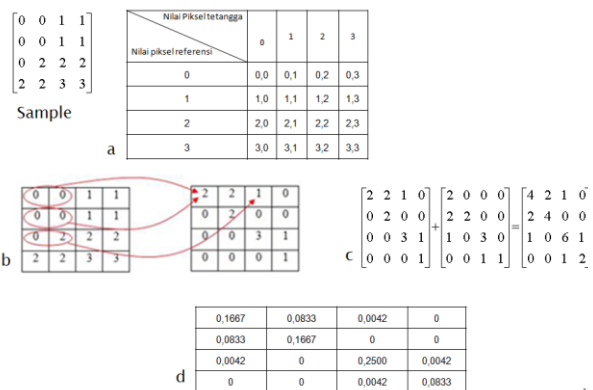 0 0 1 1
0 0 1 1
0 2 2 2
2 2 3 3
Sample
a
Nilai Piksel tetangga
Nilai piksel referensi
0 1 2 3
0 0,0 0,1 0,2 0,3
1 1,0 1,1 1,2 1,3
2 2,0 2,1 2,2 2,3
3 3,0 3,1 3,2 3,3
b
0 0 1 1
0 0 1 1
0 2 2 2
2 2 3 3
2 2 1 0
0 2 0 0
0 0 3 1
0 0 0 1
c
2 2 1 0 2 0 0 0 4 2 1 0
0 2 0 0 + 2 2 0 0 = 2 4 0 0
0 0 3 1 1 0 3 0 1 0 6 1
0 0 0 1 0 0 1 1 0 0 1 2
d
0,1667 0,0833 0,0042 0
0,0833 0,1667 0 0
0,0042 0 0,2500 0,0042
0 0 0,0042 0,0833